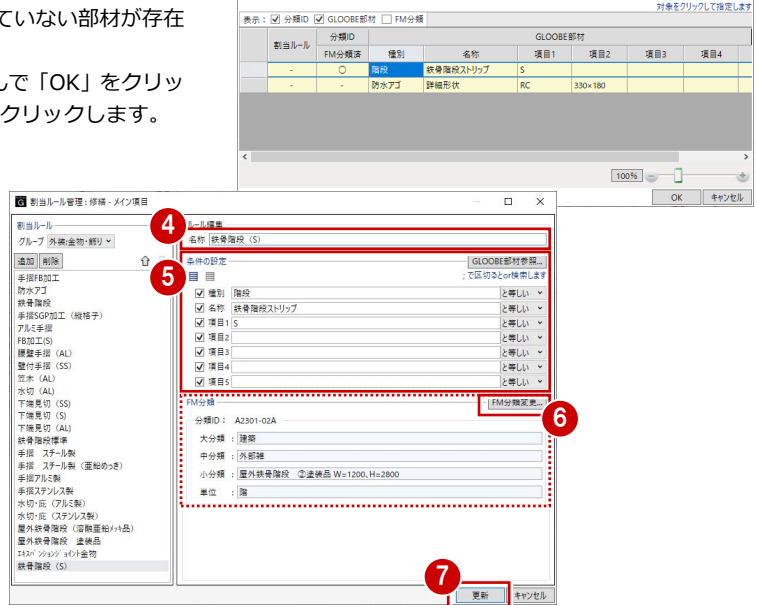 ていない部材が存在
んで「OK」をクリッ
クリックします。
対象をクリックして指定します
表示： 分類ID GLOOBE部材 FM分類
割当ルール 分類ID GLOOBE部材
FM分類済 種別 名称 項目1 項目2 項目3 項目4
- ○ 階段 鉄骨階段ストリップ S
- - 防水アゴ 詳細形状 RC 330×180
100%
OK キャンセル
G 割当ルール管理：修繕 - メイン項目
割当ルール
グループ 外装:金物・飾り
追加 削除
手摺FB加工
防水アゴ
鉄骨階段
手摺SGP加工（縦格子）
アルミ手摺
FB加工(S)
腰壁手摺（AL）
壁付手摺（SS）
笠木（AL）
水切（AL）
下端見切（SS）
下端見切（S）
下端見切（AL）
鉄骨階段標準
手摺 スチール製
手摺 スチール製（亜鉛めっき）
手摺アルミ製
手摺ステンレス製
水切・庇（アルミ製）
水切・庇（ステンレス製）
屋外鉄骨階段（溶融亜鉛ﾒｯｷ品）
屋外鉄骨階段 塗装品
ｴｷｽﾊﾟﾝｼｮﾝｼﾞｮｲﾝﾄ金物
鉄骨階段（S）
4
ルール編集
名称 鉄骨階段（S）
5
条件の設定 GLOOBE部材参照...
；で区切るとor検索します
種別 階段 と等しい
名称 鉄骨階段ストリップ と等しい
項目1 S と等しい
項目2 と等しい
項目3 と等しい
項目4 と等しい
項目5 と等しい
FM分類 FM分類変更...
6
分類ID： A2301-02A
大分類 ：建築
中分類 ：外部雑
小分類 ：屋外鉄骨階段 ②塗装品 W=1200、H=2800
単位 ：階
7
更新 キャンセル